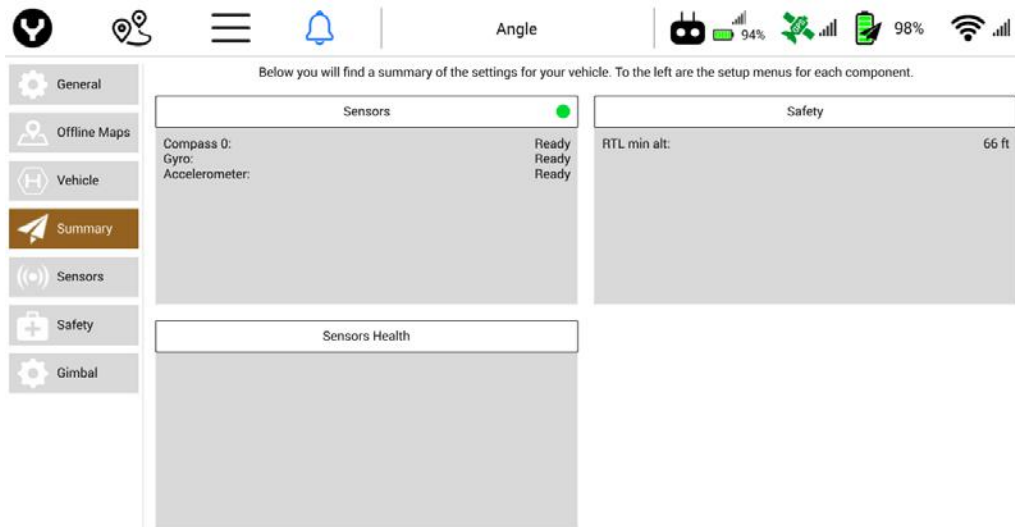 Angle
94%
98%
General
Offline Maps
Vehicle
Summary
Sensors
Safety
Gimbal
Below you will find a summary of the settings for your vehicle. To the left are the setup menus for each component.
Sensors
Compass 0: Ready
Gyro: Ready
Accelerometer: Ready
Safety
RTL min alt: 66 ft
Sensors Health